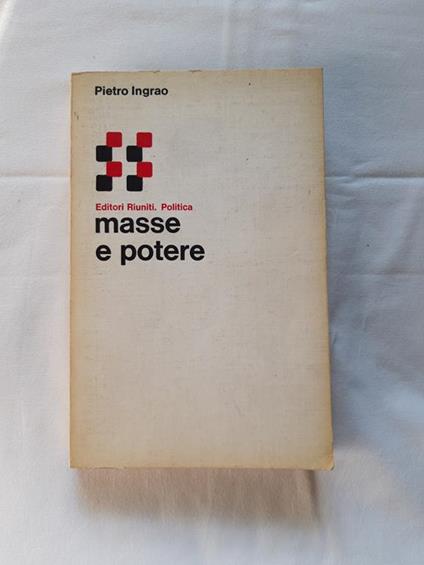 Pietro Ingrao
Editori Riuniti. Politica
masse
e potere